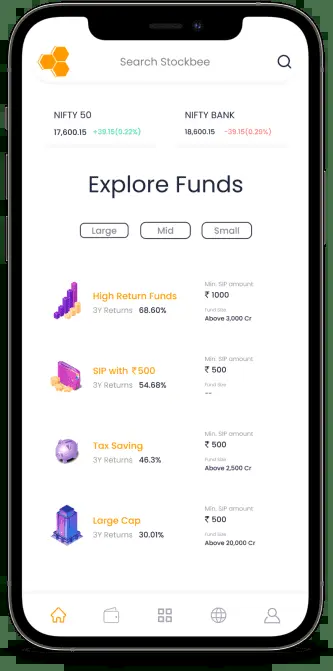 Search Stockbee
NIFTY 50
17,600.15 +39.15(0.22%)
NIFTY BANK
18,600.15 -39.15(0.29%)
Explore Funds
Large
Mid
Small
High Return Funds
3Y Returns 68.60%
Min. SIP amount
₹ 1000
Fund Size
Above 3,000 Cr
SIP with ₹500
3Y Returns 54.68%
Min. SIP amount
₹ 500
Fund Size
--
Tax Saving
3Y Returns 46.3%
Min. SIP amount
₹ 500
Fund Size
Above 2,500 Cr
Large Cap
3Y Returns 30.01%
Min. SIP amount
₹ 500
Fund Size
Above 20,000 Cr